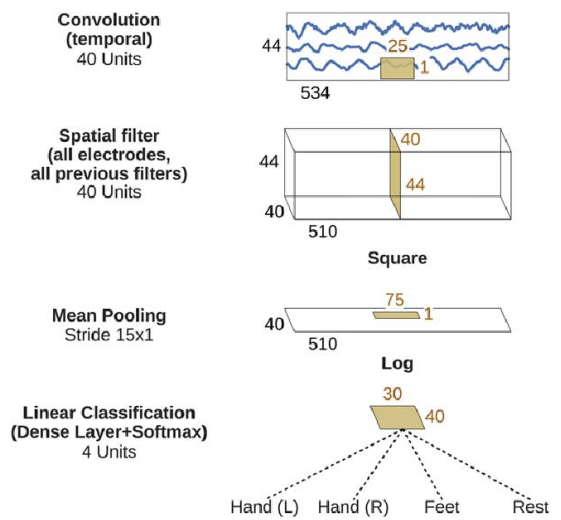 Convolution
(temporal)
40 Units
44
25
1
534
Spatial filter
(all electrodes,
all previous filters)
40 Units
44
40
40
44
510
Square
Mean Pooling
Stride 15x1
40
75
1
510
Log
Linear Classification
(Dense Layer+Softmax)
4 Units
30
40
Hand (L) Hand (R) Feet Rest